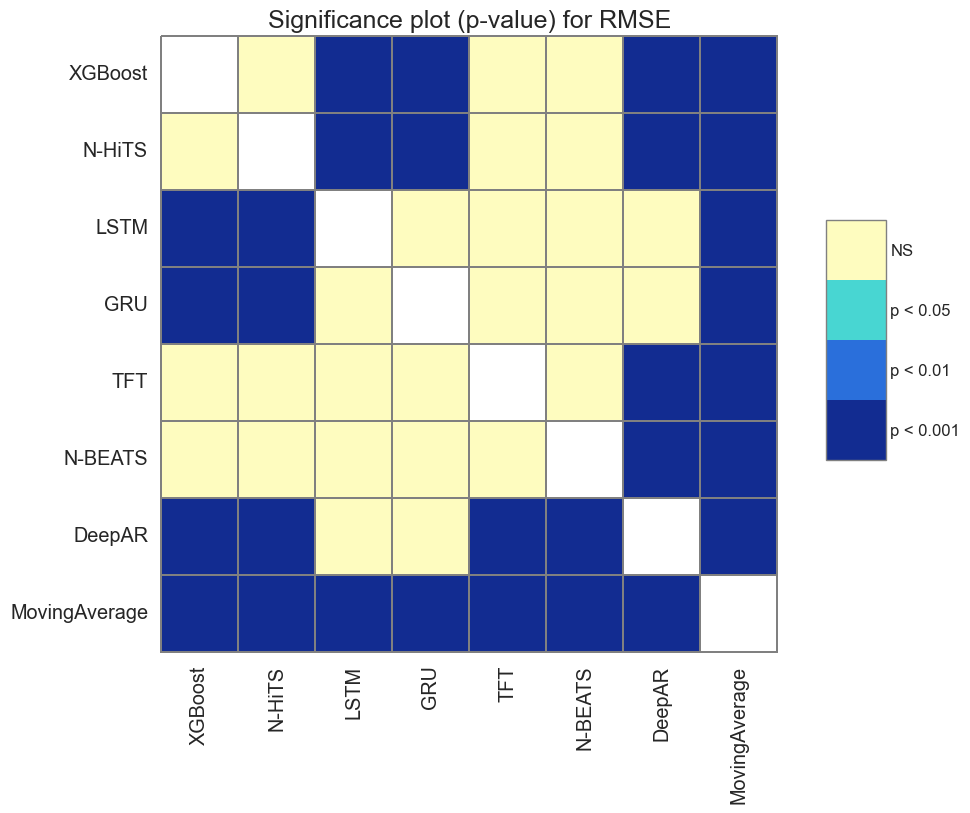 Significance plot (p-value) for RMSE
XGBoost
N-HiTS
LSTM
GRU
TFT
N-BEATS
DeepAR
MovingAverage
XGBoost
N-HiTS
LSTM
GRU
TFT
N-BEATS
DeepAR
MovingAverage
NS
p < 0.05
p < 0.01
p < 0.001